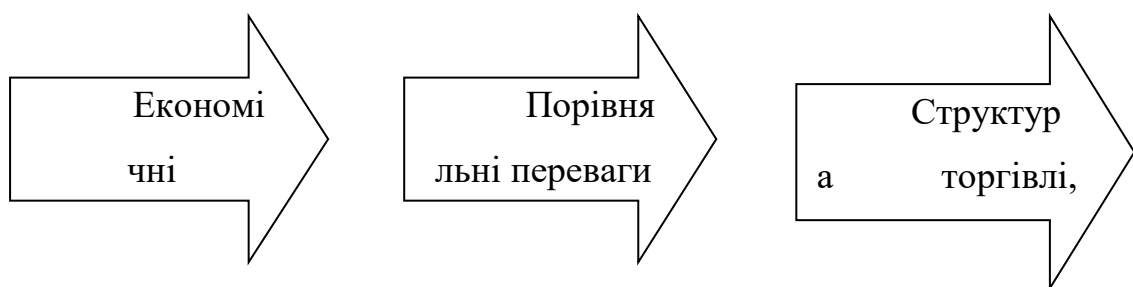 Економі
чні
Порівня
льні переваги
Структур
а торгівлі,